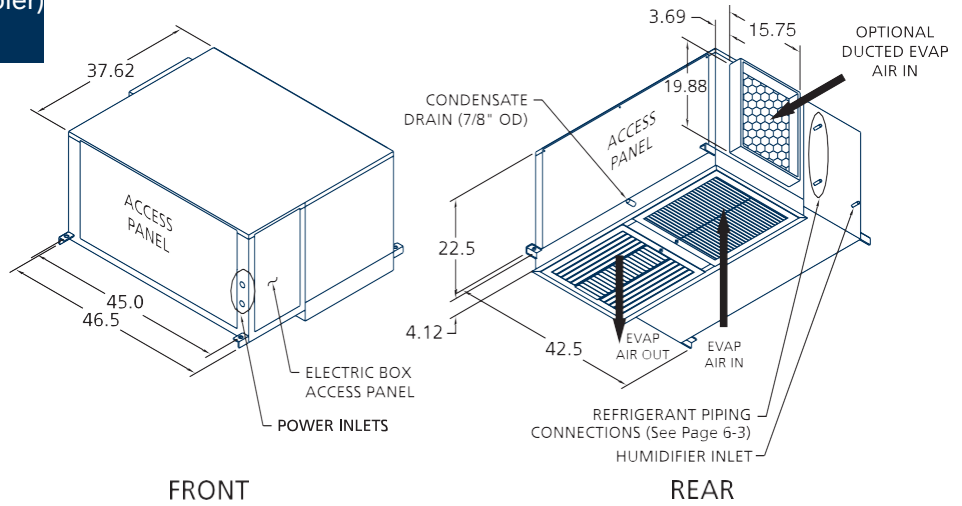 37.62
ACCESS
PANEL
45.0
46.5
ELECTRIC BOX
ACCESS PANEL
POWER INLETS
FRONT
3.69
15.75
OPTIONAL
DUCTED EVAP
AIR IN
19.88
CONDENSATE
DRAIN (7/8" OD)
ACCESS
PANEL
22.5
4.12
42.5
EVAP
AIR OUT
EVAP
AIR IN
REFRIGERANT PIPING
CONNECTIONS (See Page 6-3)
HUMIDIFIER INLET
REAR